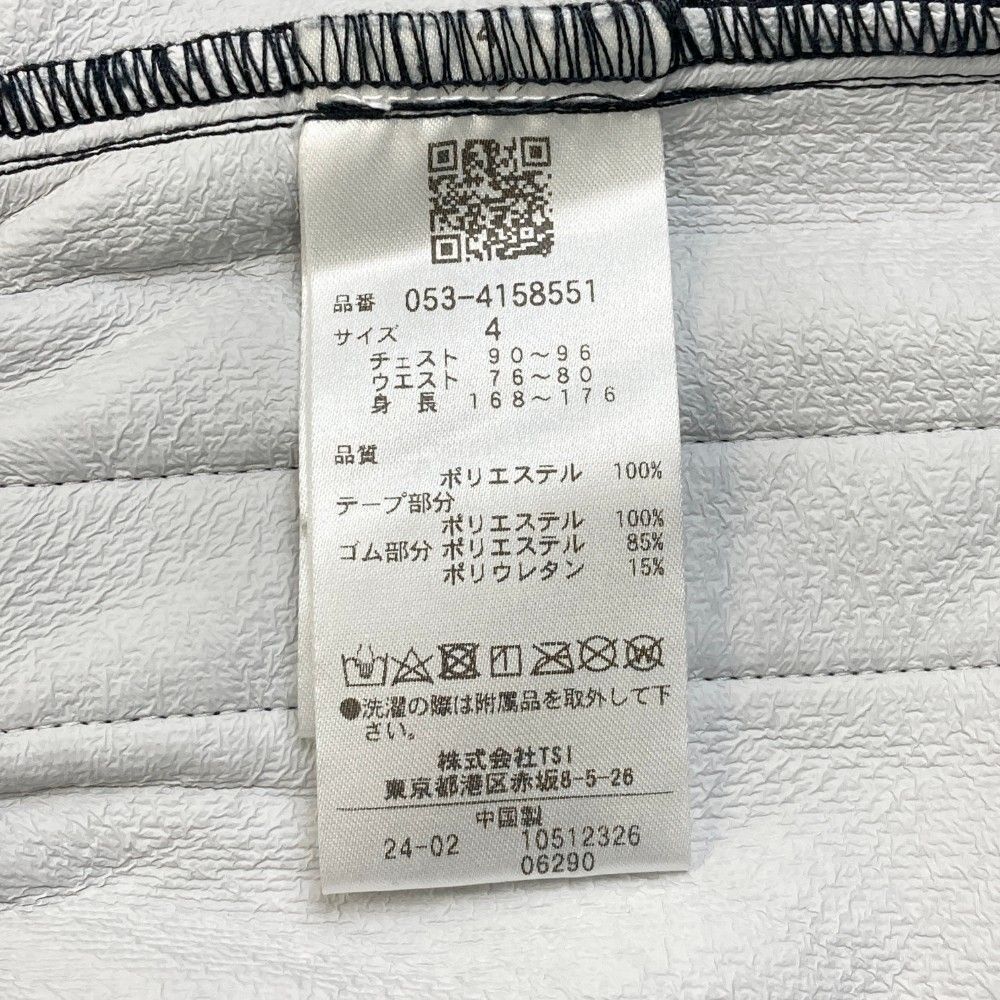 4
品番 053-4158551
サイズ 4
チェスト 90～96
ウエスト 76～80
身長 168～176
品質
ポリエステル 100%
テープ部分
ポリエステル 100%
ゴム部分 ポリエステル 85%
ポリウレタン 15%
●洗濯の際は附属品を取外して下
さい。
株式会社TSI
東京都港区赤坂8-5-26
中国製
24-02 10512326
06290